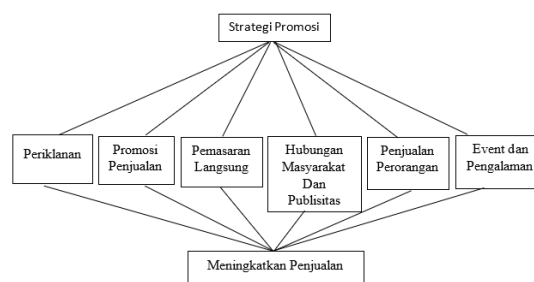 Strategi Promosi
Periklanan
Promosi
Penjualan
Pemasaran
Langsung
Hubungan
Masyarakat
Dan
Publisitas
Penjualan
Perorangan
Event dan
Pengalaman
Meningkatkan Penjualan